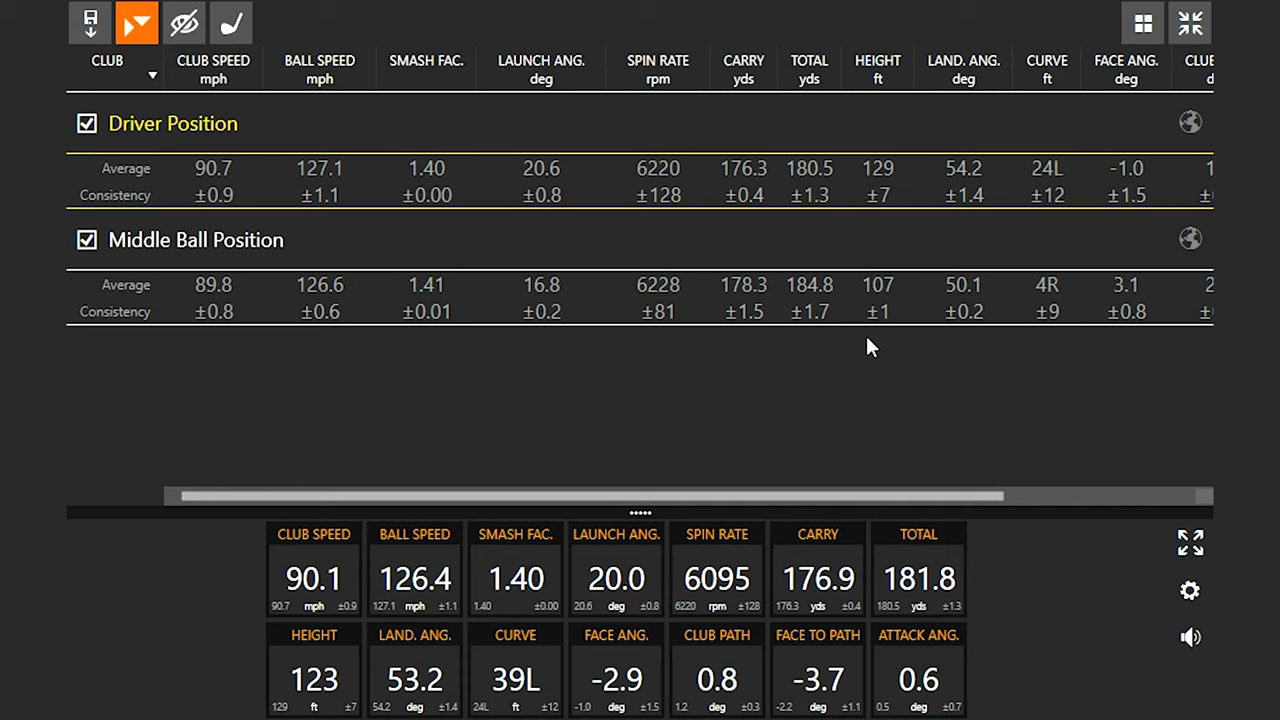 CLUB CLUB SPEED BALL SPEED SMASH FAC. LAUNCH ANG. SPIN RATE CARRY TOTAL HEIGHT LAND. ANG. CURVE FACE ANG. CLU
mph mph deg rpm yds yds ft deg ft deg d
Driver Position
Average 90.7 127.1 1.40 20.6 6220 176.3 180.5 129 54.2 24L -1.0 1
Consistency ±0.9 ±1.1 ±0.00 ±0.8 ±128 ±0.4 ±1.3 ±7 ±1.4 ±12 ±1.5 ±
Middle Ball Position
Average 89.8 126.6 1.41 16.8 6228 178.3 184.8 107 50.1 4R 3.1 2
Consistency ±0.8 ±0.6 ±0.01 ±0.2 ±81 ±1.5 ±1.7 ±1 ±0.2 ±9 ±0.8 ±
CLUB SPEED BALL SPEED SMASH FAC. LAUNCH ANG. SPIN RATE CARRY TOTAL
90.1 126.4 1.40 20.0 6095 176.9 181.8
90.7 mph ±0.9 127.1 mph ±1.1 1.40 ±0.00 20.6 deg ±0.8 6220 rpm ±128 176.3 yds ±0.4 180.5 yds ±1.3
HEIGHT LAND. ANG. CURVE FACE ANG. CLUB PATH FACE TO PATH ATTACK ANG.
123 53.2 39L -2.9 0.8 -3.7 0.6
129 ft ±7 54.2 deg ±1.4 24L ft ±12 -1.0 deg ±1.5 1.2 deg ±0.3 -2.2 deg ±1.1 0.5 deg ±0.7